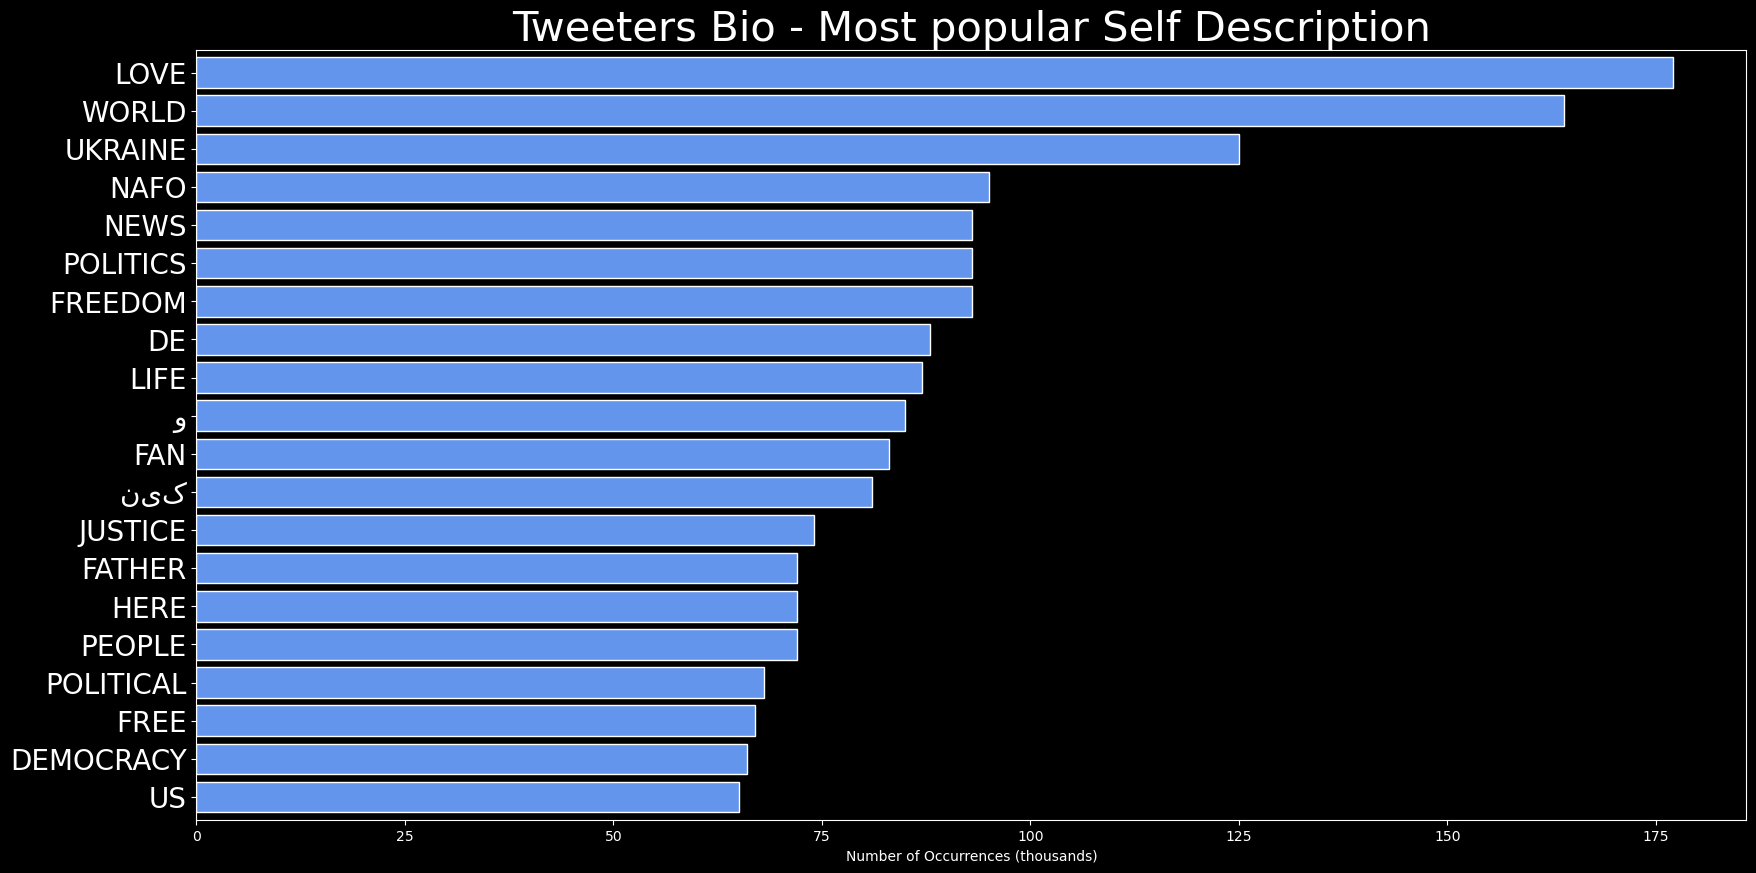 Tweeters Bio - Most popular Self Description
LOVE
WORLD
UKRAINE
NAFO
NEWS
POLITICS
FREEDOM
DE
LIFE
و
FAN
کین
JUSTICE
FATHER
HERE
PEOPLE
POLITICAL
FREE
DEMOCRACY
US
0 25 50 75 100 125 150 175
Number of Occurrences (thousands)